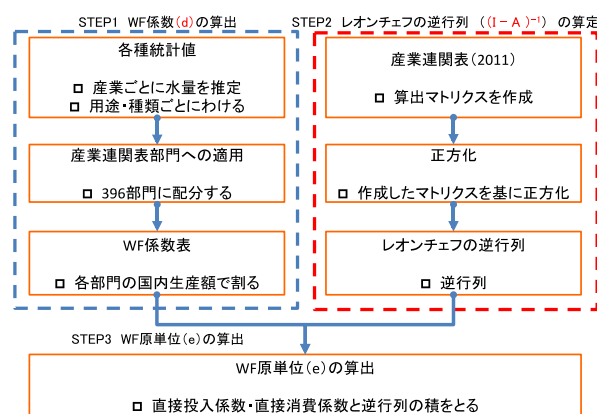 STEP1 WF係数(d)の算出
各種統計値
□ 産業ごとに水量を推定
□ 用途・種類ごとにわける
産業連関表部門への適用
□ 396部門に配分する
WF係数表
□ 各部門の国内生産額で割る
STEP2 レオンチェフの逆行列 ((I-A)⁻¹) の算定
産業連関表(2011)
□ 算出マトリクスを作成
正方化
□ 作成したマトリクスを基に正方化
レオンチェフの逆行列
□ 逆行列
STEP3 WF原単位(e)の算出
WF原単位(e)の算出
□ 直接投入係数・直接消費係数と逆行列の積をとる